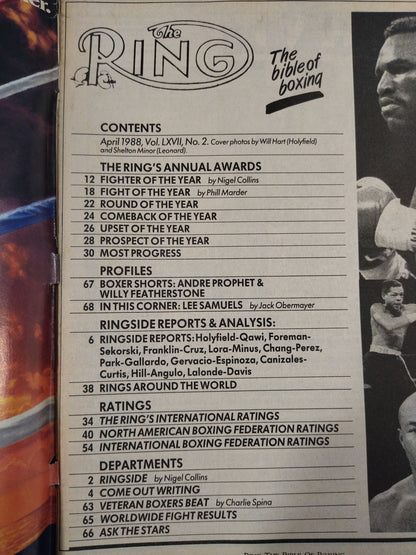 er.
The
RING
The
bible of
boxing
CONTENTS
April 1988, Vol. LXVII, No. 2. Cover photos by Will Hart (Holyfield)
and Shelton Minor (Leonard).
THE RING'S ANNUAL AWARDS
12 FIGHTER OF THE YEAR by Nigel Collins
18 FIGHT OF THE YEAR by Phill Marder
22 ROUND OF THE YEAR
24 COMEBACK OF THE YEAR
26 UPSET OF THE YEAR
28 PROSPECT OF THE YEAR
30 MOST PROGRESS
PROFILES
67 BOXER SHORTS: ANDRE PROPHET &
WILLY FEATHERSTONE
68 IN THIS CORNER: LEE SAMUELS by Jack Obermayer
RINGSIDE REPORTS & ANALYSIS:
6 RINGSIDE REPORTS: Holyfield-Qawi, Foreman-
Sekorski, Franklin-Cruz, Lora-Minus, Chang-Perez,
Park-Gallardo, Gervacio-Espinoza, Canizales-
Curtis, Hill-Angulo, Lalonde-Davis
38 RINGS AROUND THE WORLD
RATINGS
34 THE RING'S INTERNATIONAL RATINGS
40 NORTH AMERICAN BOXING FEDERATION RATINGS
54 INTERNATIONAL BOXING FEDERATION RATINGS
DEPARTMENTS
2 RINGSIDE by Nigel Collins
4 COME OUT WRITING
63 VETERAN BOXERS BEAT by Charlie Spina
65 WORLDWIDE FIGHT RESULTS
66 ASK THE STARS